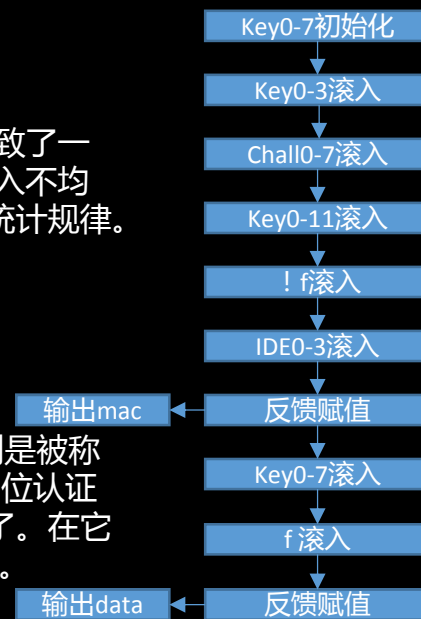 Key0-7初始化
Key0-3滚入
致了一
Chall0-7滚入
入不均
统计规律。
Key0-11滚入
！f滚入
IDE0-3滚入
输出mac
反馈赋值
是被称
Key0-7滚入
位认证
了。在它
f 滚入
。
输出data
反馈赋值